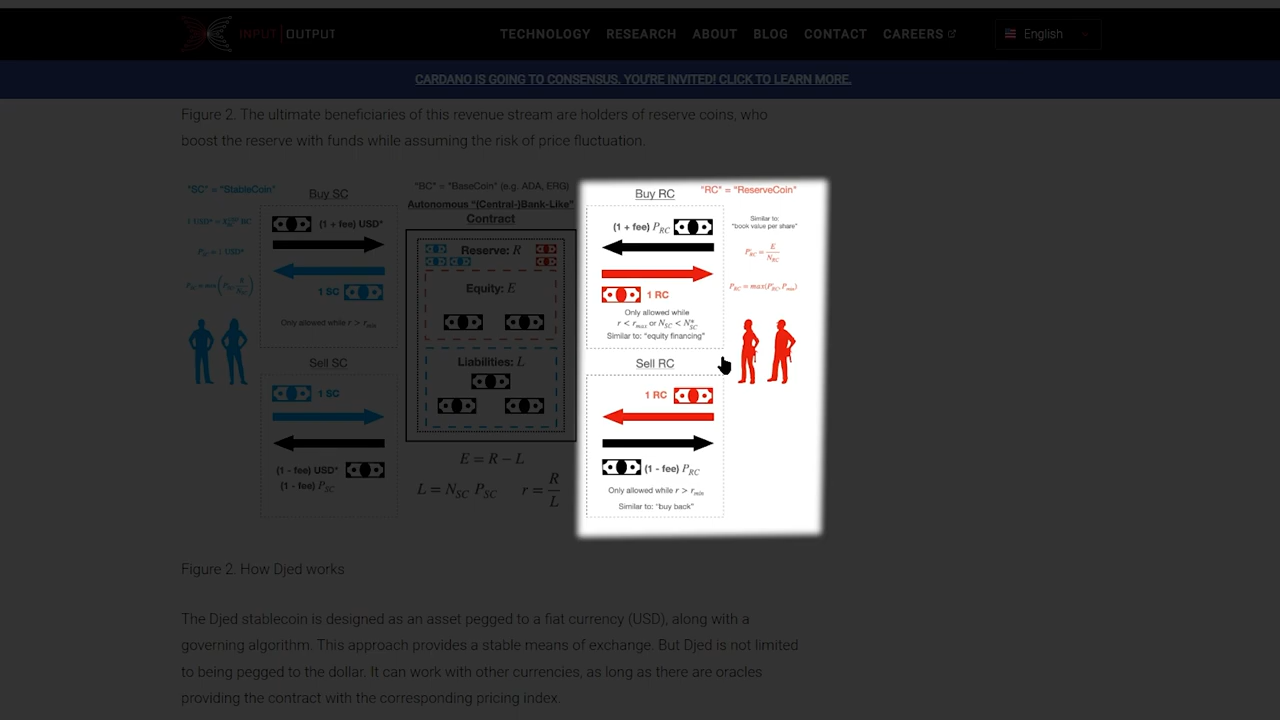 INPUT | OUTPUT
TECHNOLOGY RESEARCH ABOUT BLOG CONTACT CAREERS
English
CARDANO IS GOING TO CONSENSUS. YOU'RE INVITED! CLICK TO LEARN MORE.
Figure 2. The ultimate beneficiaries of this revenue stream are holders of reserve coins, who
boost the reserve with funds while assuming the risk of price fluctuation.
"SC" = "StableCoin"
Buy SC
(1 + fee) USD*
1 SC
Only allowed while r > r_min
Sell SC
1 SC
(1 - fee) USD*
(1 - fee) P_SC
"BC" = "BaseCoin" (e.g. ADA, ERG)
Autonomous "(Central-)Bank-Like"
Contract
Reserve: R
Equity: E
Liabilities: L
E = R − L
L = N_SC P_SC
r = R/L
Buy RC
"RC" = "ReserveCoin"
(1 + fee) P_RC
1 RC
Only allowed while
r < r_max or N_SC < N*_SC
Similar to: "equity financing"
Similar to:
"book value per share"
Sell RC
1 RC
(1 - fee) P_RC
Only allowed while r > r_min
Similar to: "buy back"
Figure 2. How Djed works
The Djed stablecoin is designed as an asset pegged to a fiat currency (USD), along with a
governing algorithm. This approach provides a stable means of exchange. But Djed is not limited
to being pegged to the dollar. It can work with other currencies, as long as there are oracles
providing the contract with the corresponding pricing index.